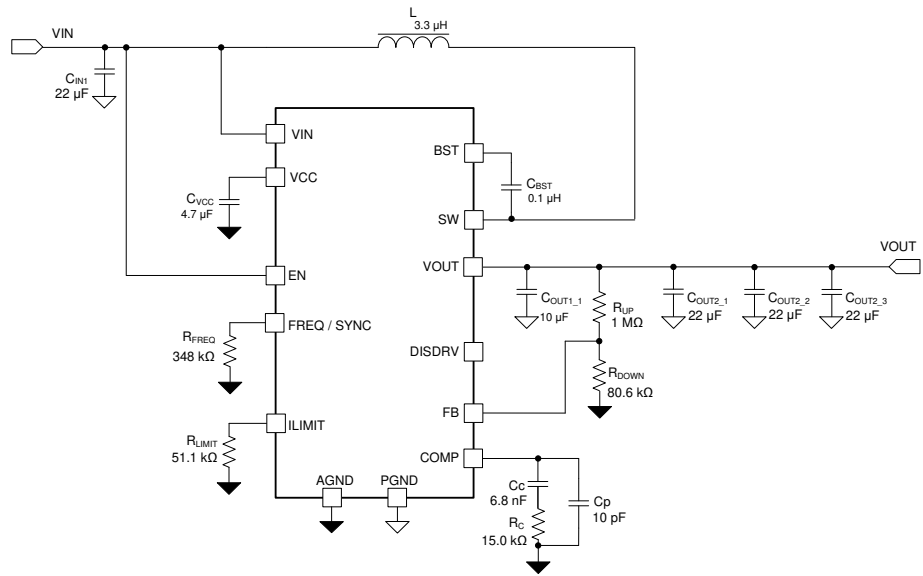 L
3.3 µH
VIN
CIN1
22 µF
VIN
BST
VCC
CVCC
4.7 µF
CBST
0.1 µH
SW
VOUT
VOUT
EN
COUT1_1
10 µF
RUP
1 MΩ
COUT2_1
22 µF
COUT2_2
22 µF
COUT2_3
22 µF
FREQ / SYNC
RFREQ
348 kΩ
DISDRV
RDOWN
80.6 kΩ
FB
ILIMIT
RLIMIT
51.1 kΩ
COMP
AGND
PGND
Cc
6.8 nF
Cp
10 pF
RC
15.0 kΩ